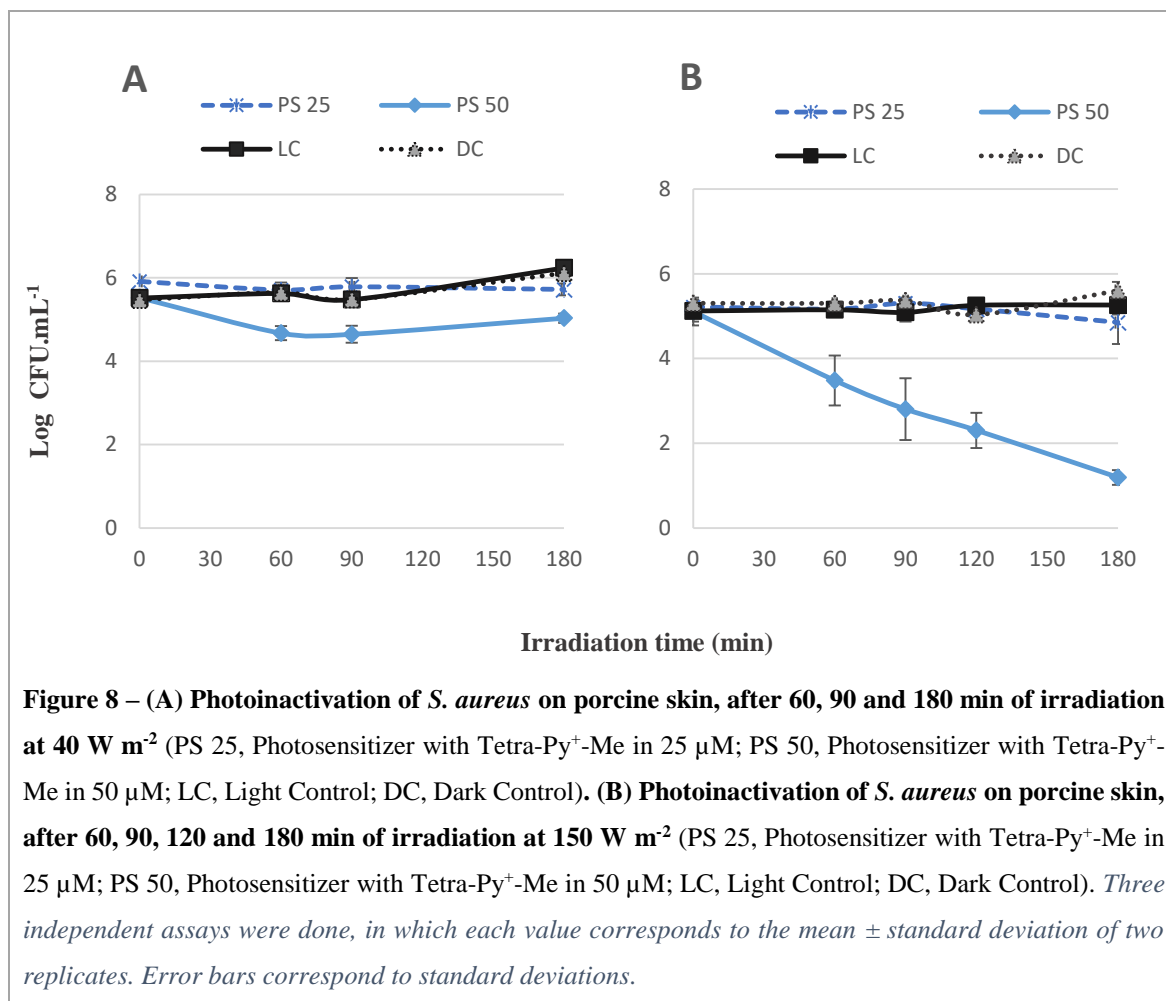 A
B
PS 25 PS 50
LC DC
PS 25 PS 50
LC DC
Log CFU.mL⁻¹
8
6
4
2
0
0 30 60 90 120 150 180
8
6
4
2
0
0 30 60 90 120 150 180
Irradiation time (min)
Figure 8 – (A) Photoinactivation of S. aureus on porcine skin, after 60, 90 and 180 min of irradiation
at 40 W m⁻² (PS 25, Photosensitizer with Tetra-Py⁺-Me in 25 µM; PS 50, Photosensitizer with Tetra-Py⁺-
Me in 50 µM; LC, Light Control; DC, Dark Control). (B) Photoinactivation of S. aureus on porcine skin,
after 60, 90, 120 and 180 min of irradiation at 150 W m⁻² (PS 25, Photosensitizer with Tetra-Py⁺-Me in
25 µM; PS 50, Photosensitizer with Tetra-Py⁺-Me in 50 µM; LC, Light Control; DC, Dark Control). Three
independent assays were done, in which each value corresponds to the mean ± standard deviation of two
replicates. Error bars correspond to standard deviations.